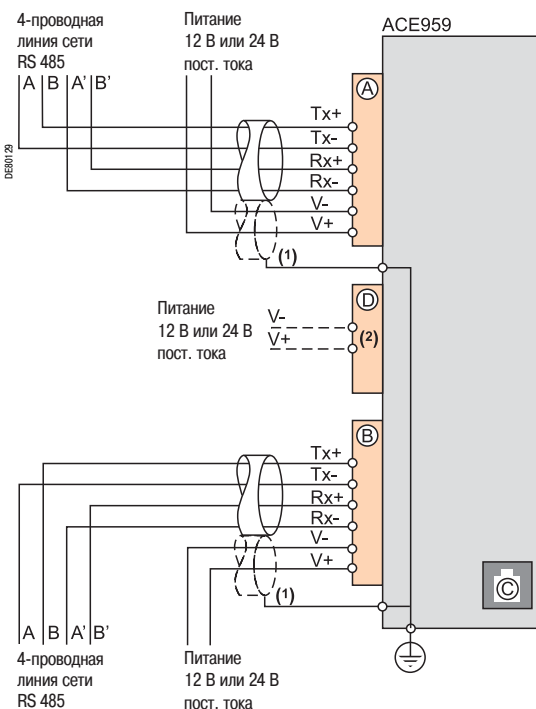 4-проводная
линия сети
RS 485
Питание
12 В или 24 В
пост. тока
ACE959
A B A' B'
DE80129
A
Tx+
Tx-
Rx+
Rx-
V-
V+
(1)
Питание
12 В или 24 В
пост. тока
V-
V+
D
(2)
B
Tx+
Tx-
Rx+
Rx-
V-
V+
(1)
C
A B A' B'
4-проводная
линия сети
RS 485
Питание
12 В или 24 В
пост. тока